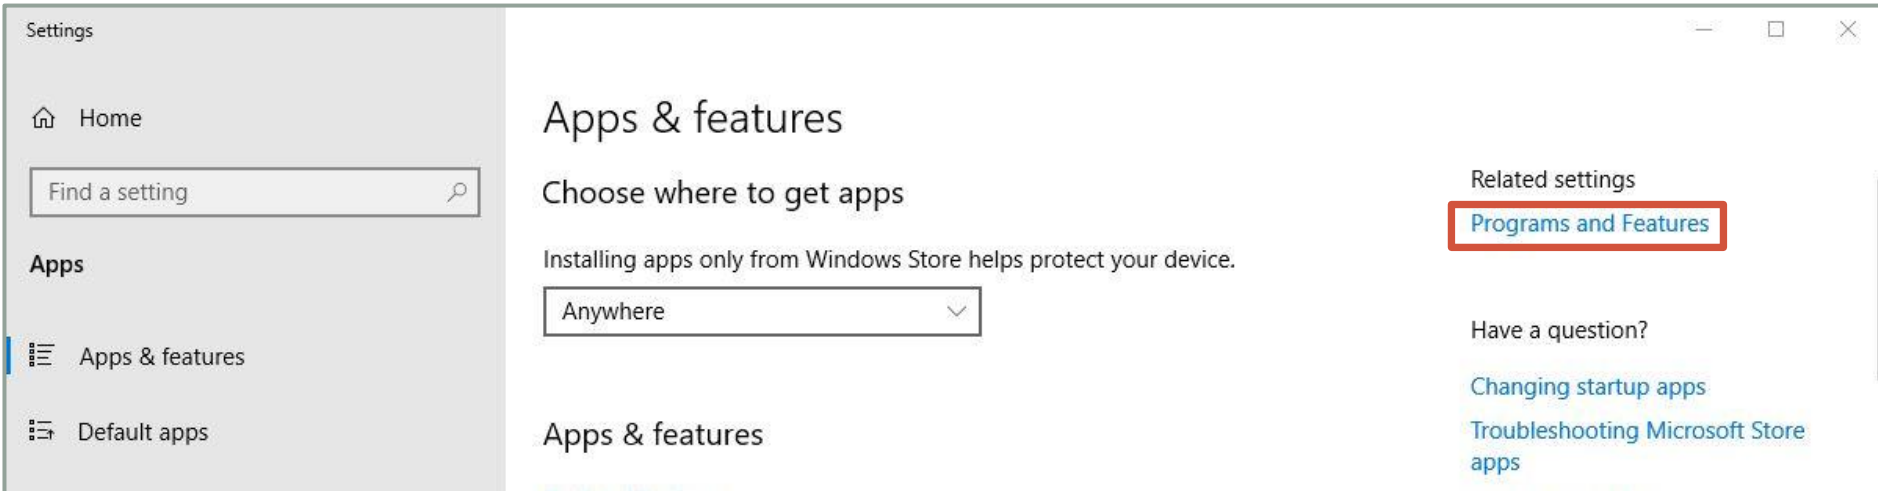 Settings
Home
Find a setting
Apps
Apps & features
Default apps
Apps & features
Choose where to get apps
Installing apps only from Windows Store helps protect your device.
Anywhere
Apps & features
Related settings
Programs and Features
Have a question?
Changing startup apps
Troubleshooting Microsoft Store
apps